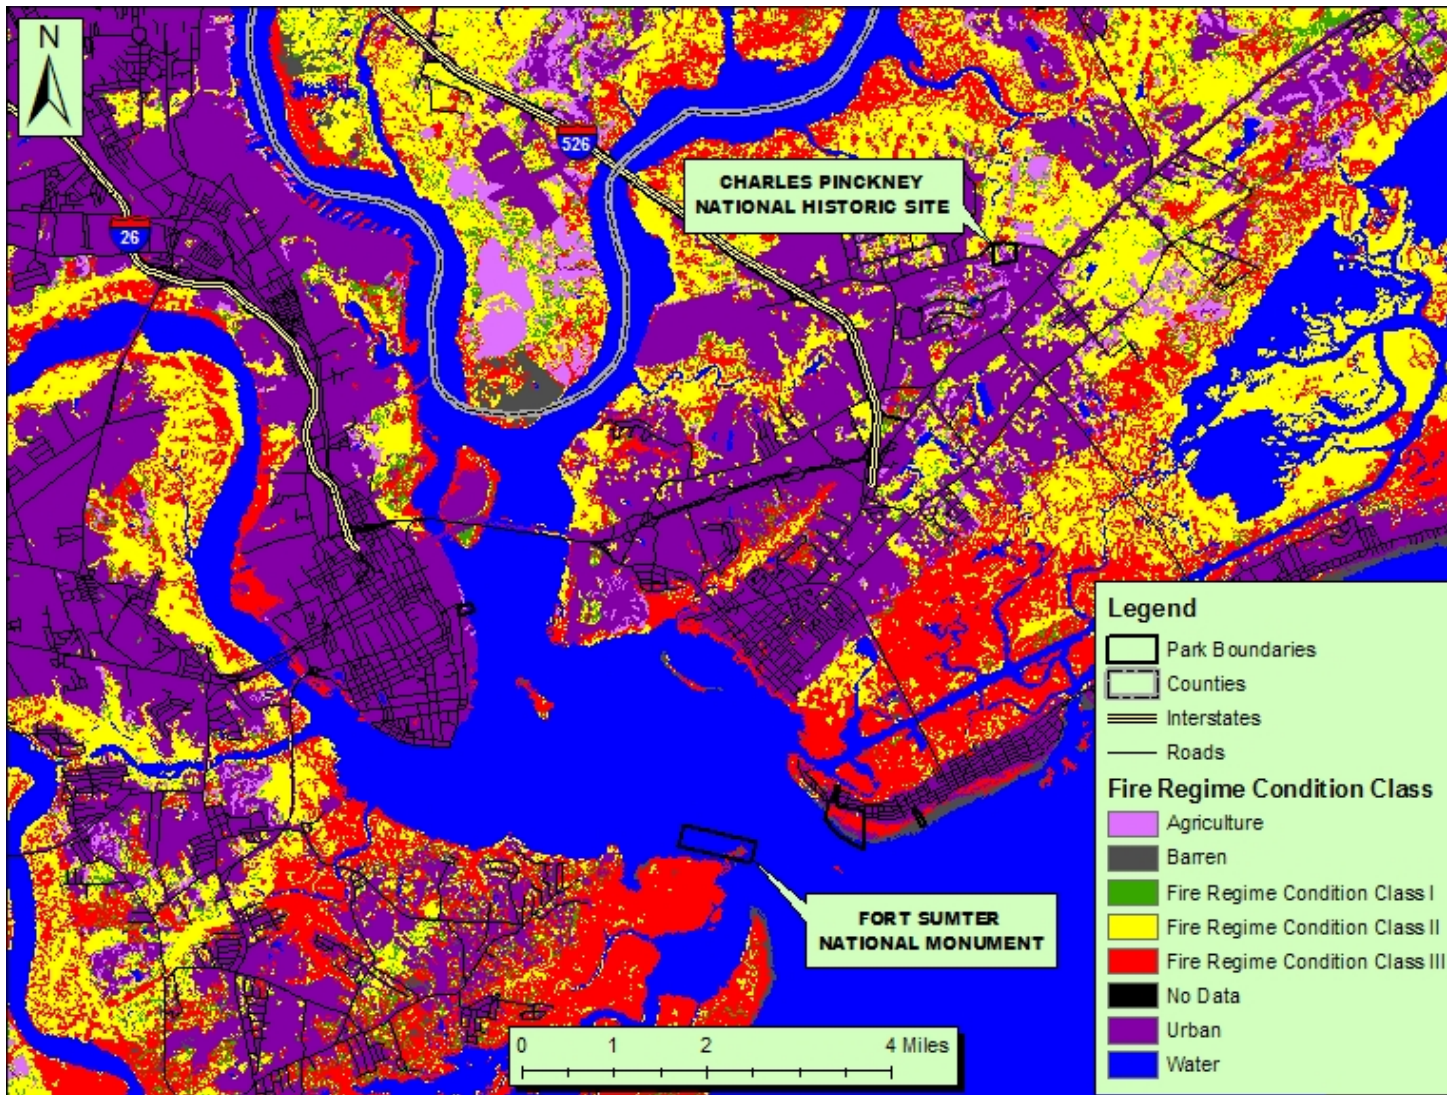 N
526
26
CHARLES PINCKNEY
NATIONAL HISTORIC SITE
FORT SUMTER
NATIONAL MONUMENT
Legend
Park Boundaries
Counties
Interstates
Roads
Fire Regime Condition Class
Agriculture
Barren
Fire Regime Condition Class I
Fire Regime Condition Class II
Fire Regime Condition Class III
No Data
Urban
Water
0 1 2 4 Miles